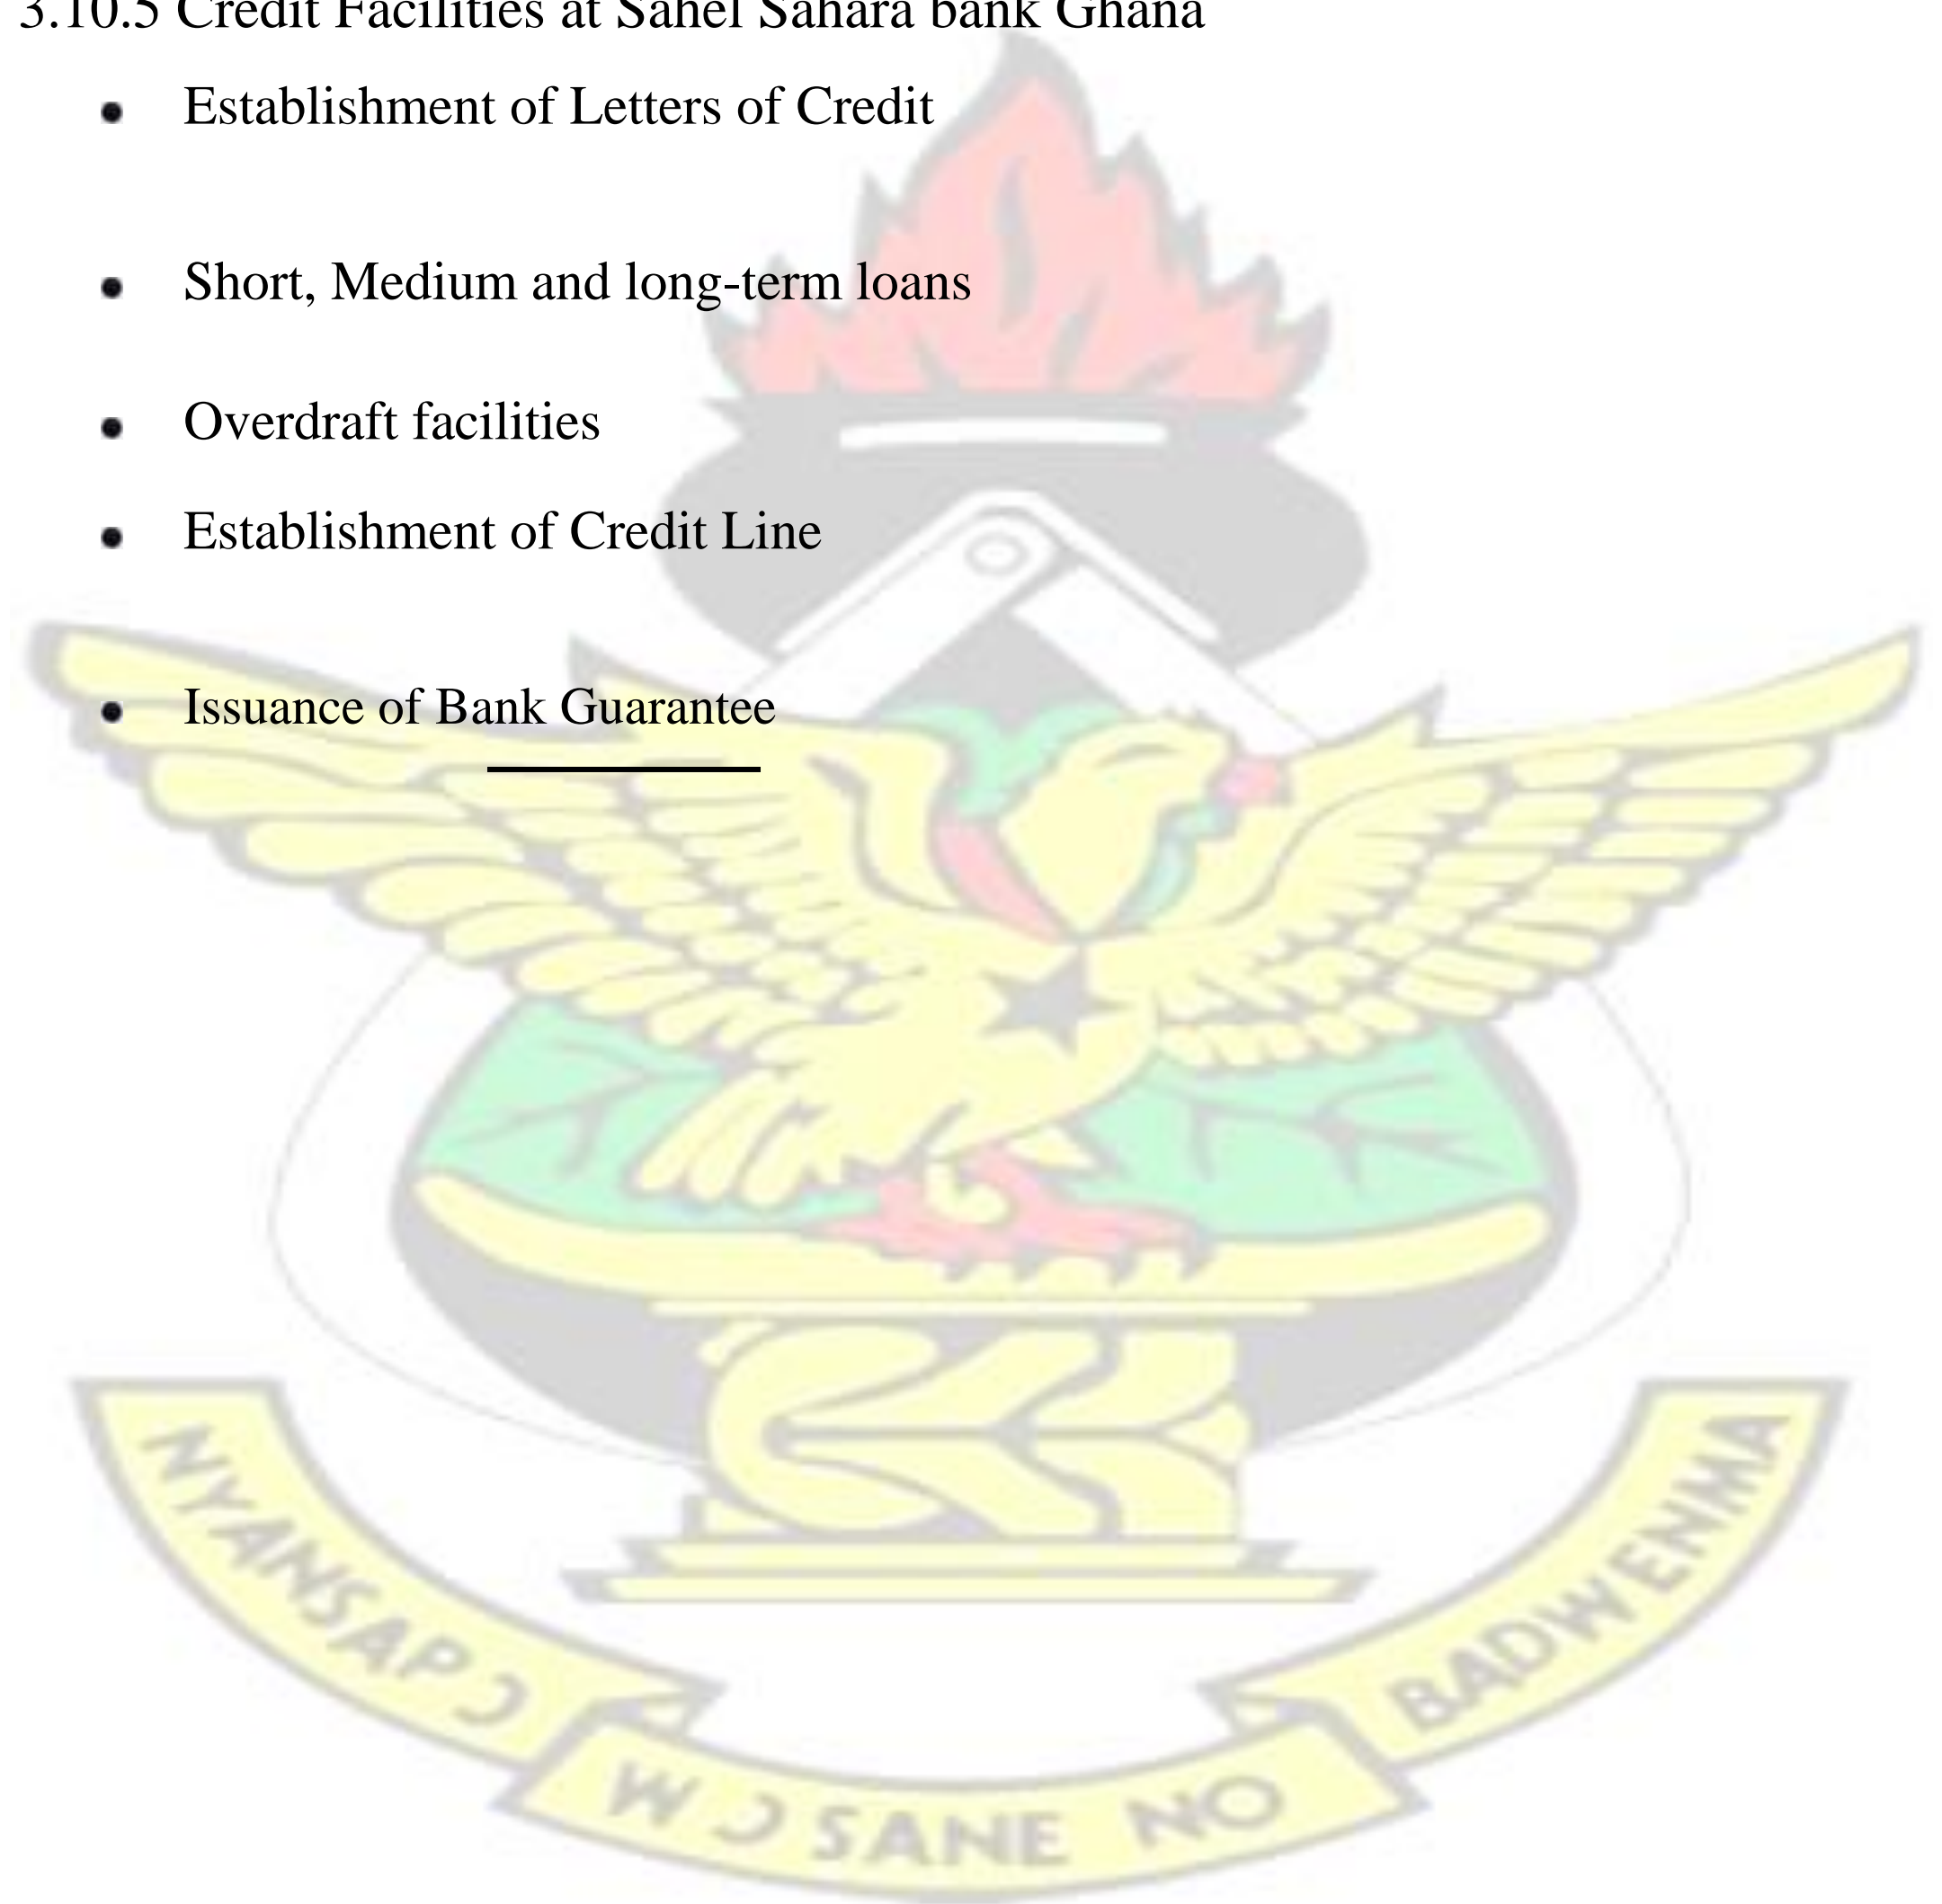 3.10.5 Credit Facilities at Sahel Sahara bank Ghana
• Establishment of Letters of Credit
• Short, Medium and long-term loans
• Overdraft facilities
• Establishment of Credit Line
• Issuance of Bank Guarantee
NYANSAPƆ
WƆSANE NO
BADWENMA